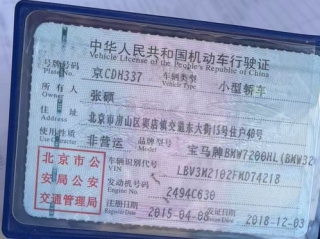 中华人民共和国机动车行驶证
Vehicle License of the People's Republic of China
号牌号码 京CDH337 车辆类型 小型轿车
Plate No. Vehicle Type
所有人 张硕
Owner
住址 北京市房山区窦店镇交道东大街15号住户40号
Address
使用性质 非营运 品牌型号 宝马牌BMW7200HL(BMW32
Model
北京市公 车辆识别代号 LBV3M2102FMD74218
VIN
安局公安 发动机号码 2494C630
Engine No.
交通管理局 注册日期 2015-04-08 发证日期 2018-12-03